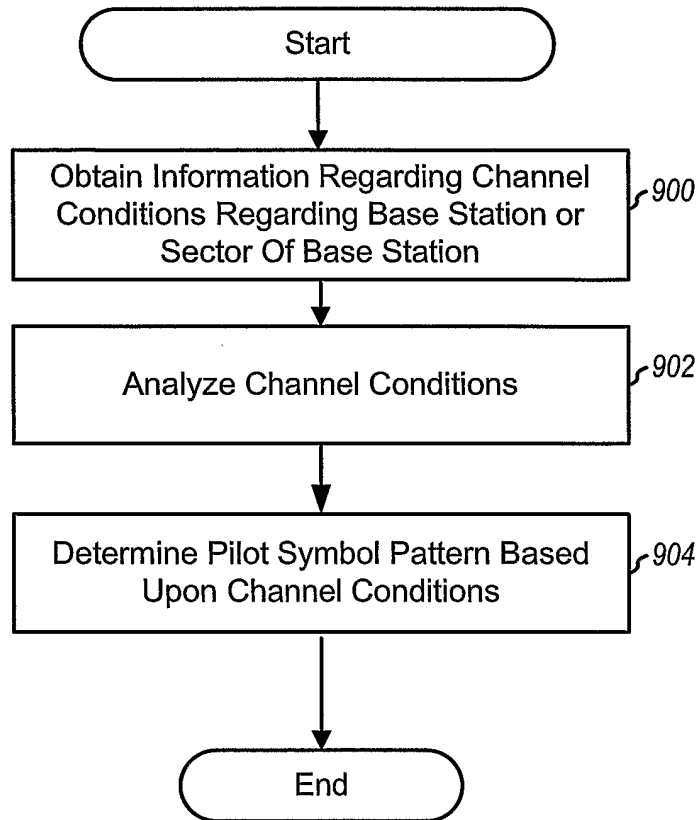 Start
Obtain Information Regarding Channel
Conditions Regarding Base Station or
Sector Of Base Station
900
Analyze Channel Conditions
902
Determine Pilot Symbol Pattern Based
Upon Channel Conditions
904
End